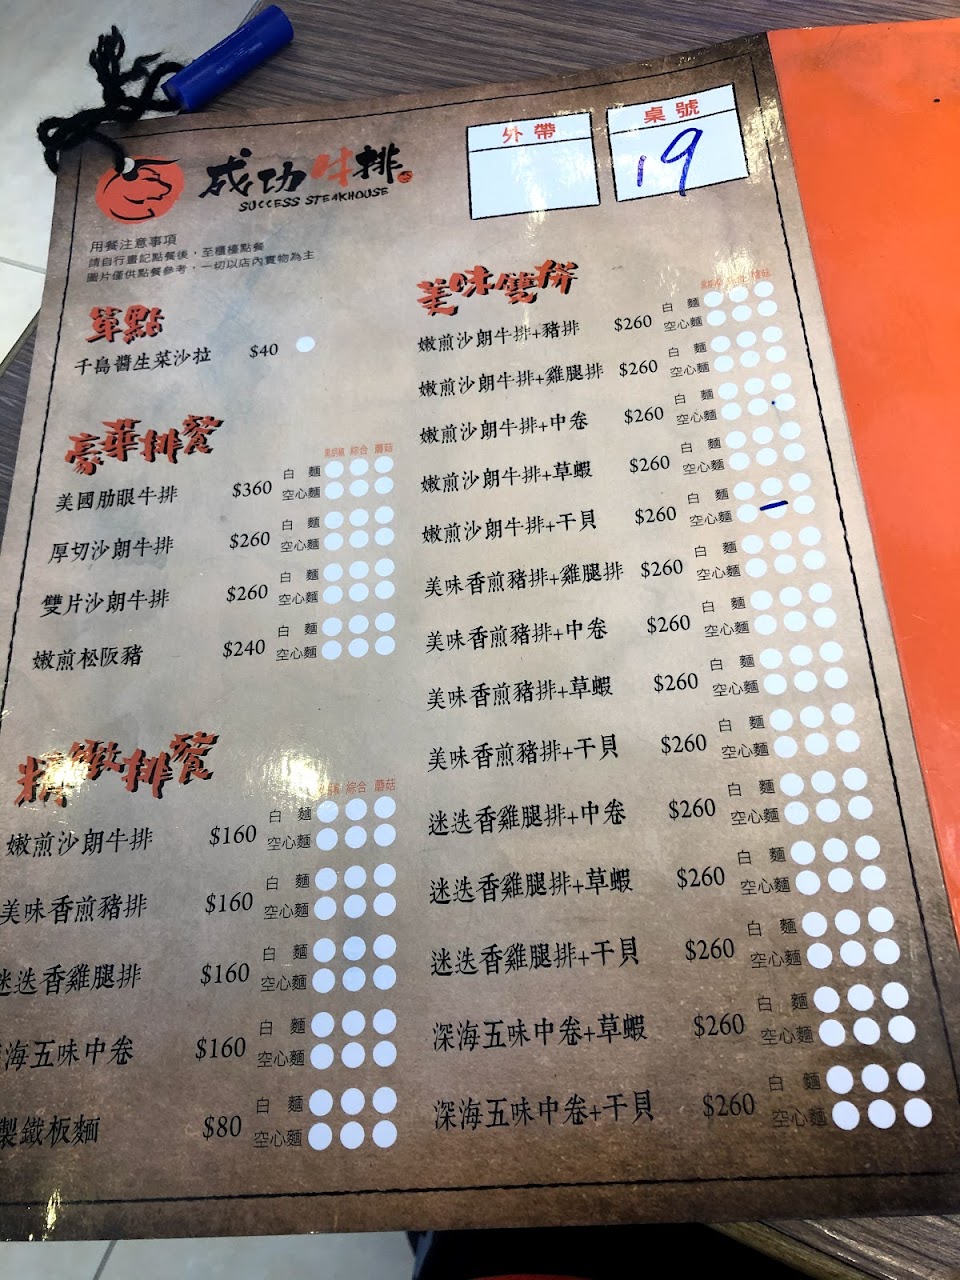 成功牛排
SUCCESS STEAKHOUSE
外帶
桌號
19
用餐注意事項
請自行畫記點餐後，至櫃檯點餐
圖片僅供點餐參考，一切以店內實物為主
單點
千島醬生菜沙拉 $40
豪華排餐
黑胡椒 綜合 蘑菇
美國肋眼牛排 $360 白麵
空心麵
厚切沙朗牛排 $260 白麵
空心麵
雙片沙朗牛排 $260 白麵
空心麵
嫩煎松阪豬 $240 白麵
空心麵
精緻排餐
綜合 蘑菇
嫩煎沙朗牛排 $160 白麵
空心麵
美味香煎豬排 $160 白麵
空心麵
迷迭香雞腿排 $160 白麵
空心麵
海五味中卷 $160 白麵
空心麵
製鐵板麵 $80 白麵
空心麵
美味雙拼
嫩煎沙朗牛排+豬排 $260 白麵
空心麵
嫩煎沙朗牛排+雞腿排 $260 白麵
空心麵
嫩煎沙朗牛排+中卷 $260 白麵
空心麵
嫩煎沙朗牛排+草蝦 $260 白麵
空心麵
嫩煎沙朗牛排+干貝 $260 白麵
空心麵
美味香煎豬排+雞腿排 $260 白麵
空心麵
美味香煎豬排+中卷 $260 白麵
空心麵
美味香煎豬排+草蝦 $260 白麵
空心麵
美味香煎豬排+干貝 $260 白麵
空心麵
迷迭香雞腿排+中卷 $260 白麵
空心麵
迷迭香雞腿排+草蝦 $260 白麵
空心麵
迷迭香雞腿排+干貝 $260 白麵
空心麵
深海五味中卷+草蝦 $260 白麵
空心麵
深海五味中卷+干貝 $260 白麵
空心麵